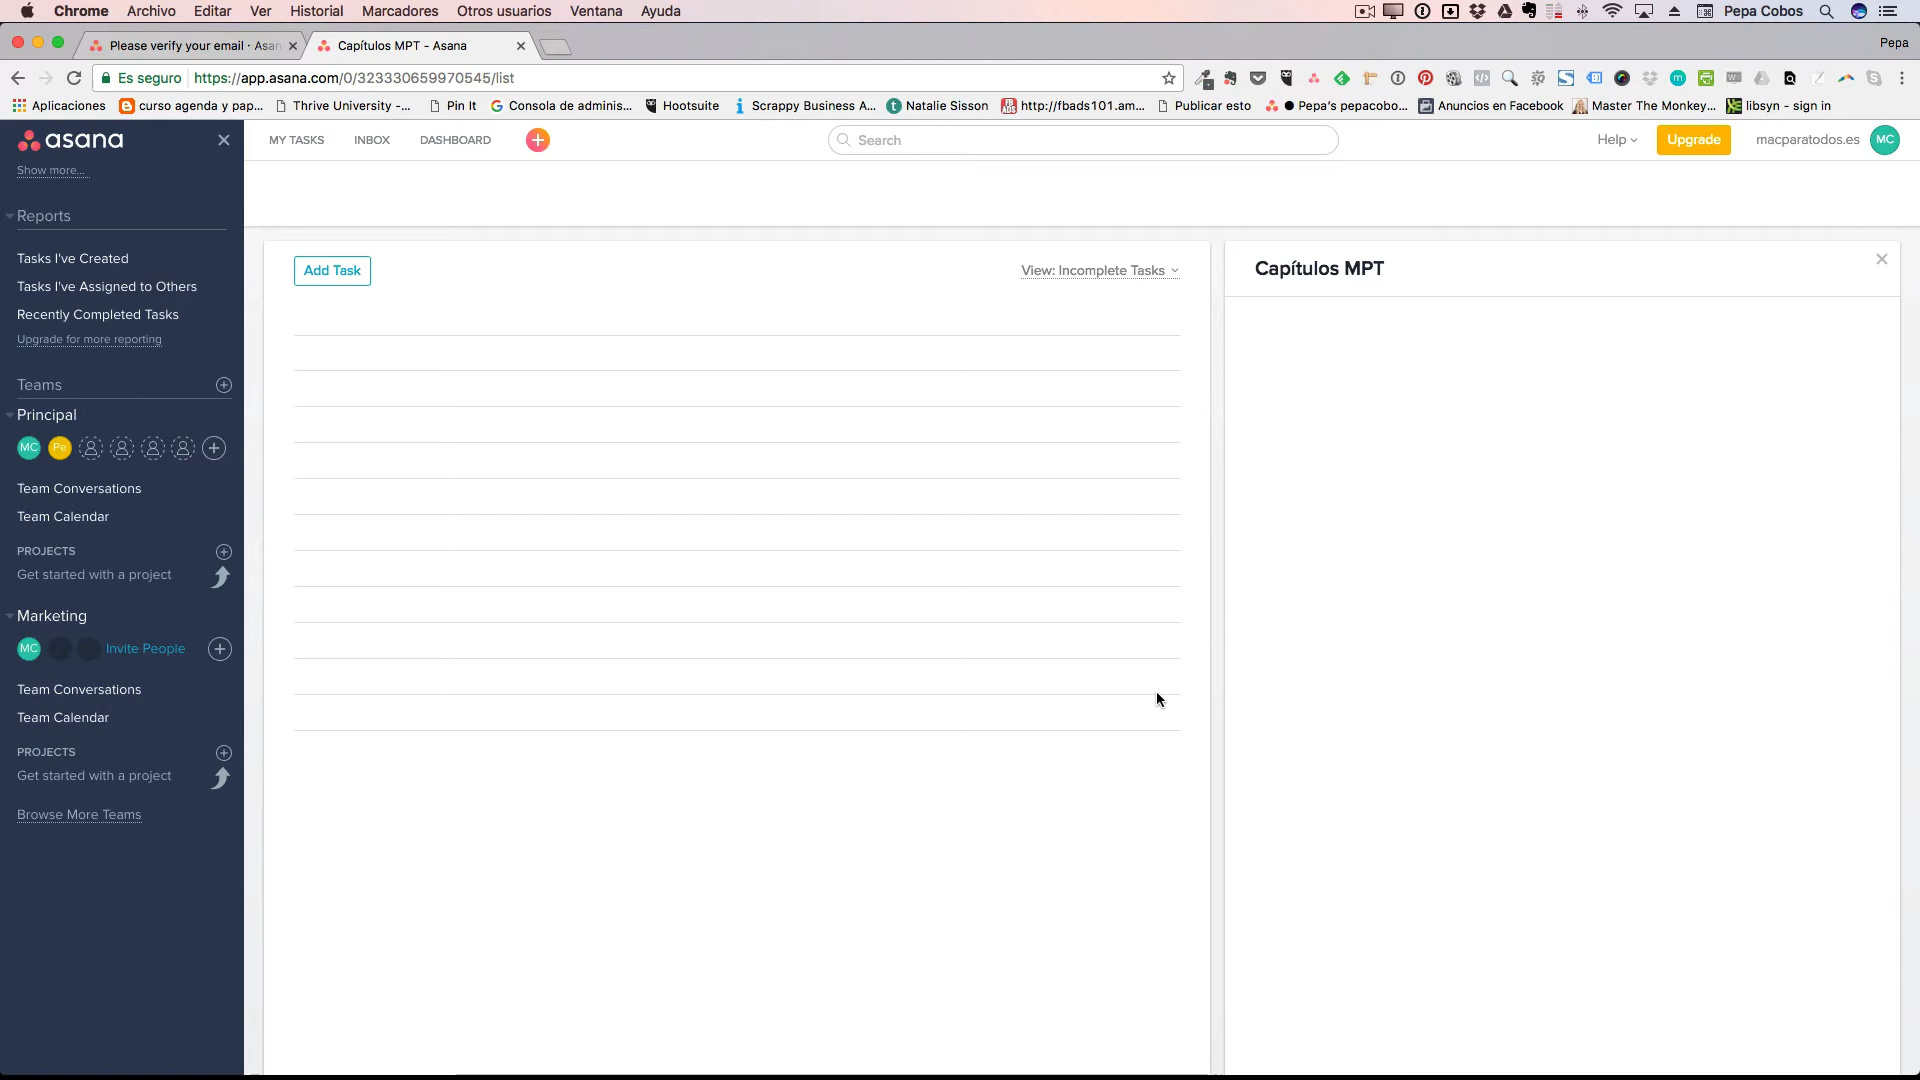 Chrome Archivo Editar Ver Historial Marcadores Otros usuarios Ventana Ayuda Pepa Cobos
Please verify your email · Asan Capítulos MPT - Asana Pepa
Es seguro https://app.asana.com/0/323330659970545/list
Aplicaciones curso agenda y pap... Thrive University -... Pin It Consola de adminis... Hootsuite Scrappy Business A... Natalie Sisson http://fbads101.am... Publicar esto ● Pepa's pepacobo... Anuncios en Facebook Master The Monkey... libsyn - sign in
asana MY TASKS INBOX DASHBOARD Search Help Upgrade macparatodos.es MC
Show more...
Reports
Tasks I've Created
Tasks I've Assigned to Others
Recently Completed Tasks
Upgrade for more reporting
Teams
Principal
MC Pe
Team Conversations
Team Calendar
PROJECTS
Get started with a project
Marketing
MC Invite People
Team Conversations
Team Calendar
PROJECTS
Get started with a project
Browse More Teams
Add Task View: Incomplete Tasks
Capítulos MPT